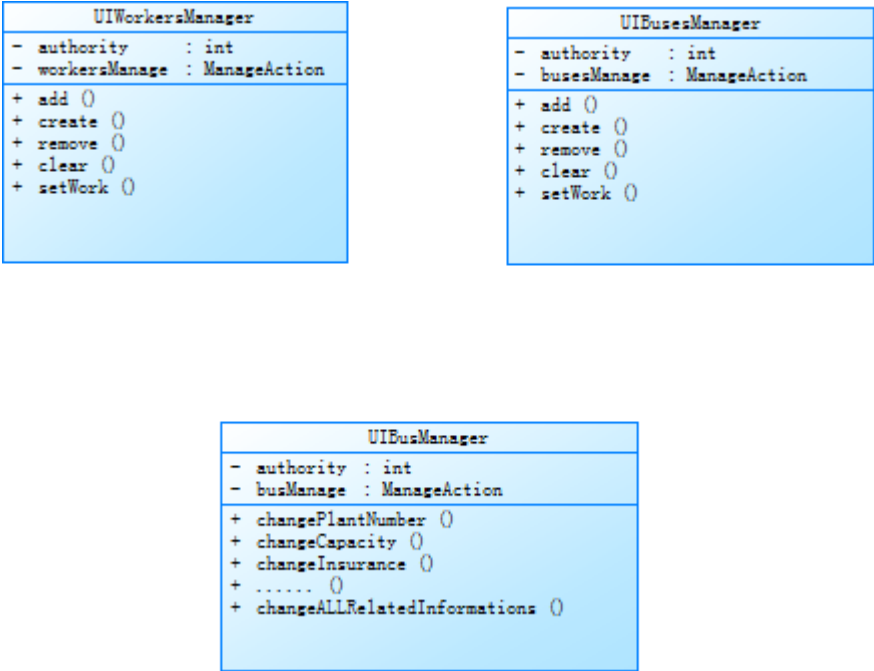 UIWorkersManager
- authority : int
- workersManage : ManageAction
+ add ()
+ create ()
+ remove ()
+ clear ()
+ setWork ()
UIBusesManager
- authority : int
- busesManage : ManageAction
+ add ()
+ create ()
+ remove ()
+ clear ()
+ setWork ()
UIBusManager
- authority : int
- busManage : ManageAction
+ changePlantNumber ()
+ changeCapacity ()
+ changeInsurance ()
+ ...... ()
+ changeALLRelatedInformations ()